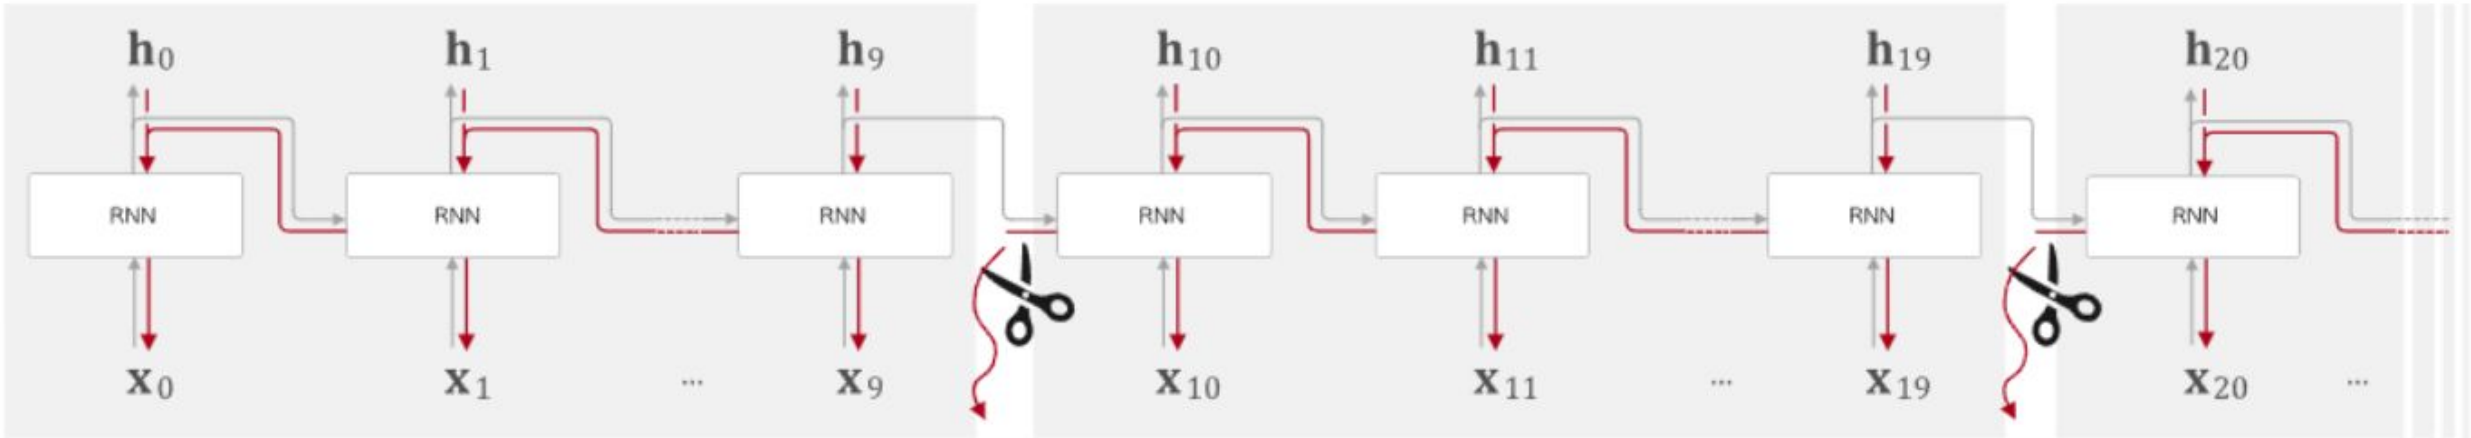 h0 h1 h9 h10 h11 h19 h20
RNN RNN RNN RNN RNN RNN RNN
x0 x1 ... x9 x10 x11 ... x19 x20 ...